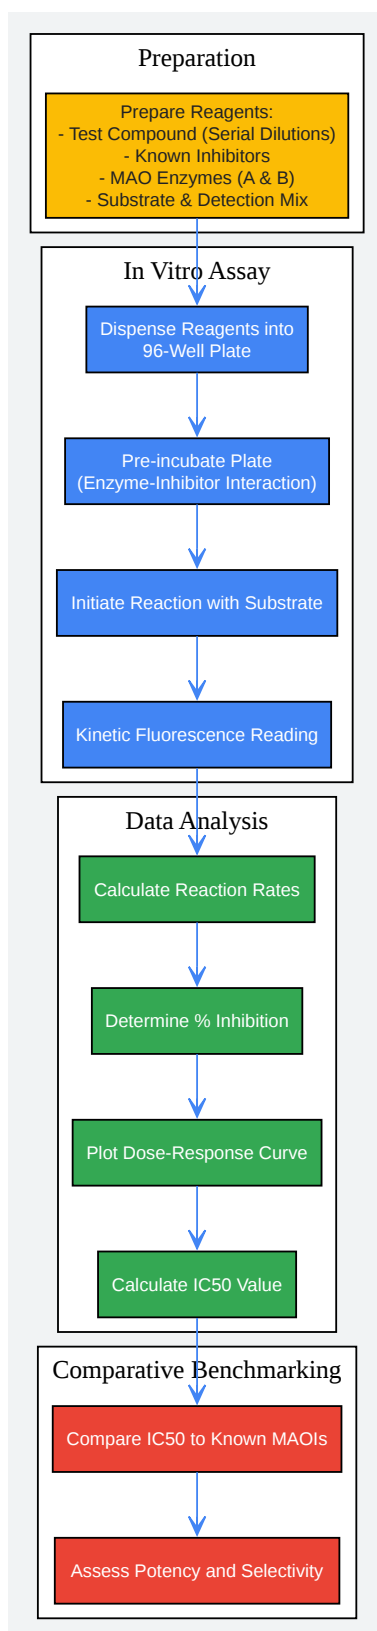 Preparation
Prepare Reagents:
- Test Compound (Serial Dilutions)
- Known Inhibitors
- MAO Enzymes (A & B)
- Substrate & Detection Mix
In Vitro Assay
Dispense Reagents into
96-Well Plate
Pre-incubate Plate
(Enzyme-Inhibitor Interaction)
Initiate Reaction with Substrate
Kinetic Fluorescence Reading
Data Analysis
Calculate Reaction Rates
Determine % Inhibition
Plot Dose-Response Curve
Calculate IC50 Value
Comparative Benchmarking
Compare IC50 to Known MAOIs
Assess Potency and Selectivity